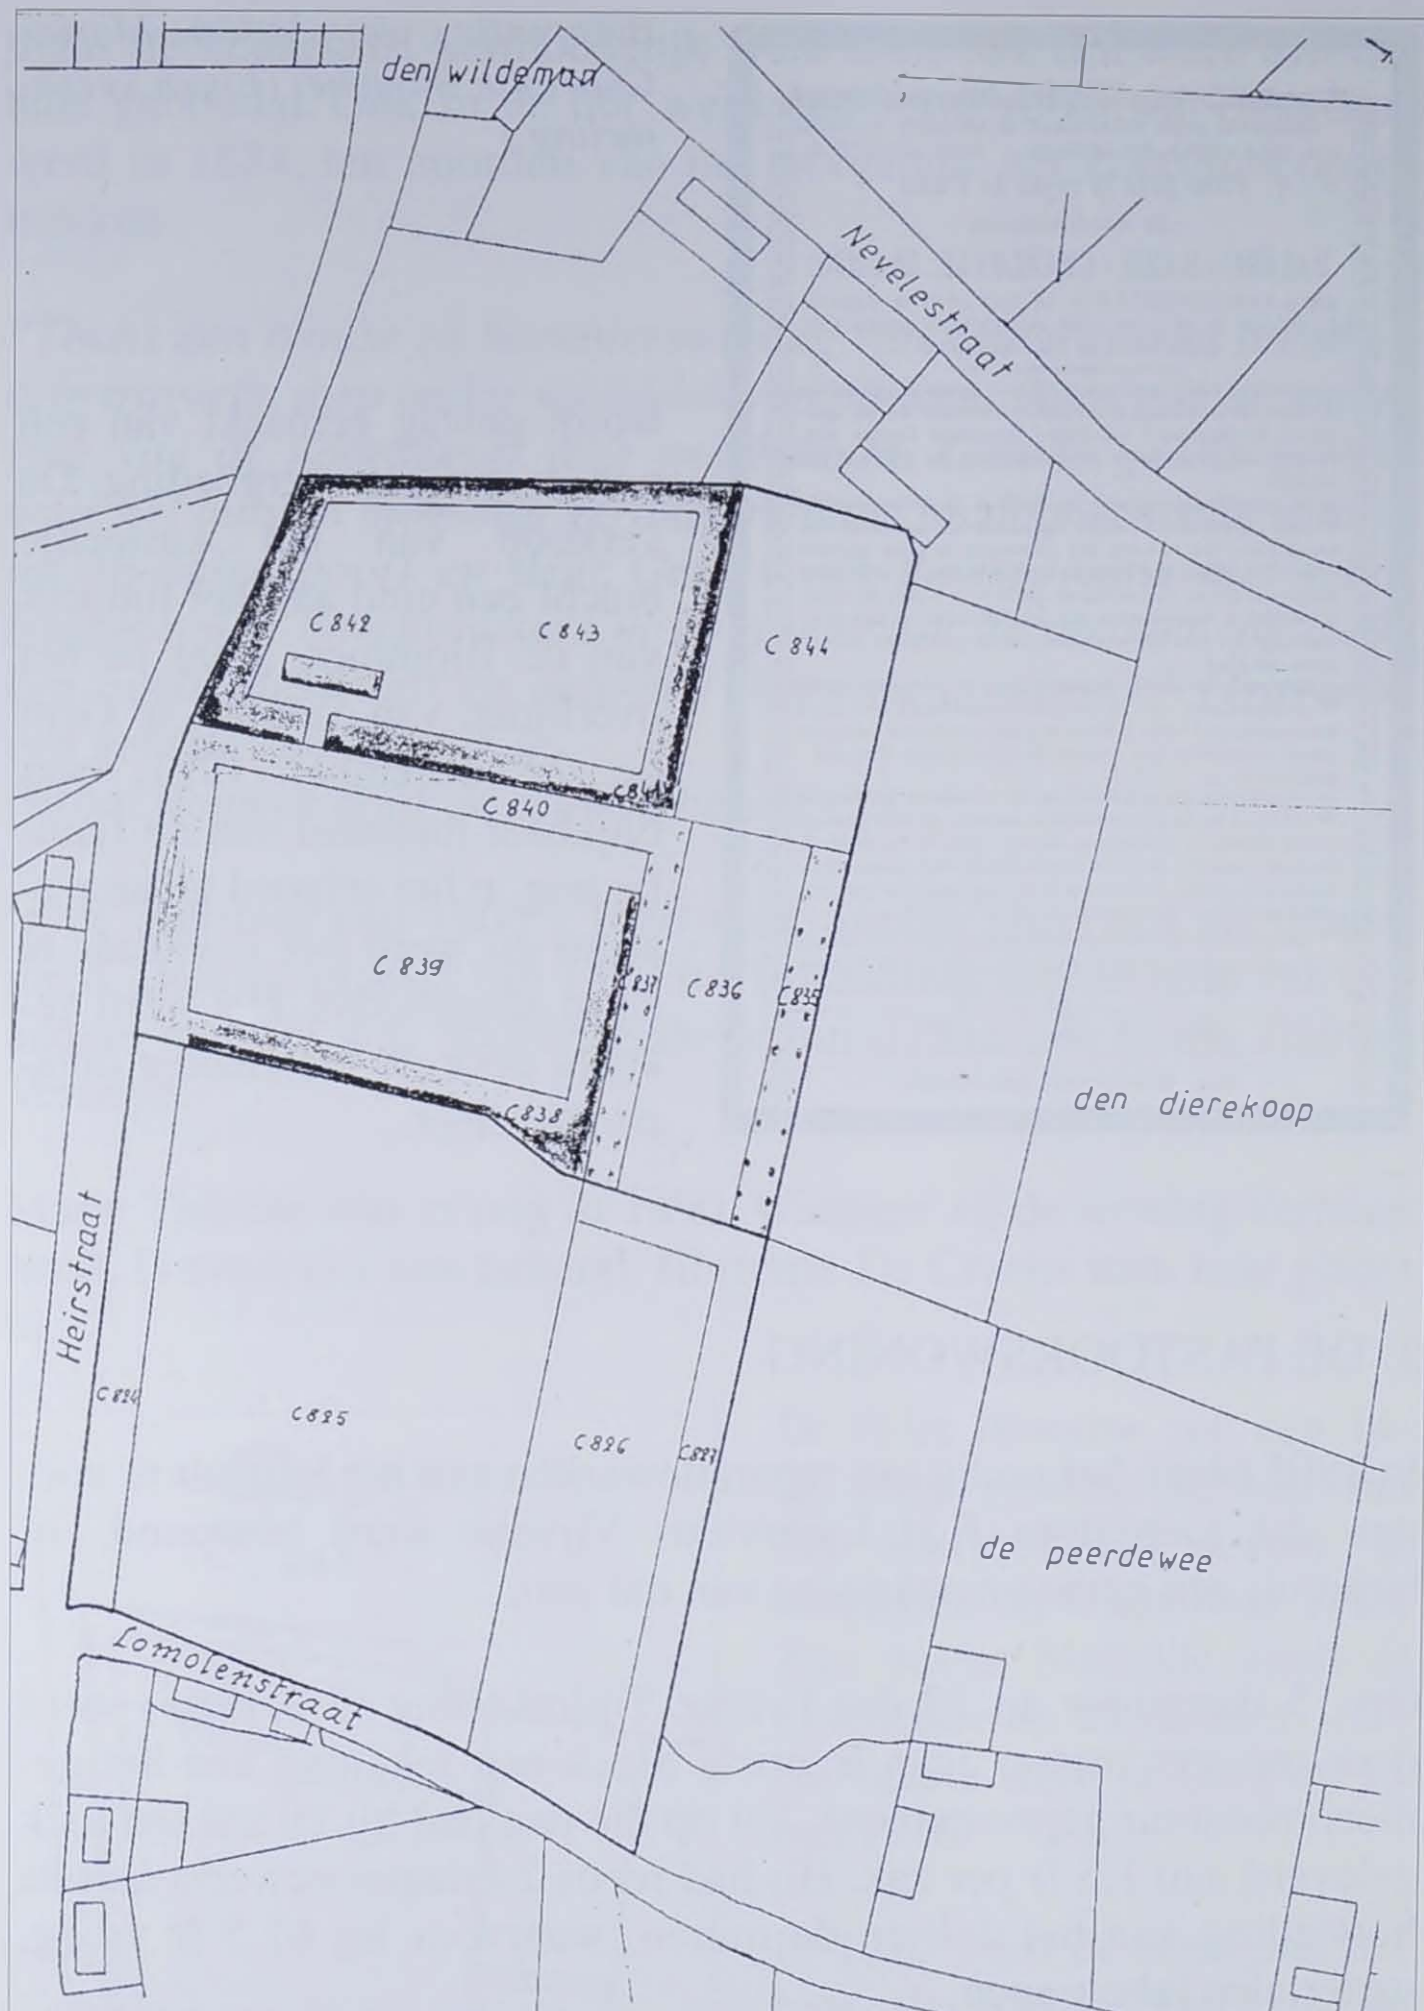 den wildeman
Nevelestraat
C 842
C 843
C 844
C 841
C 840
C 839
C 837
C 836
C 835
C 838
den dierekoop
Heirstraat
C 824
C 825
C 826
C 827
de peerdewee
Lomolenstraat